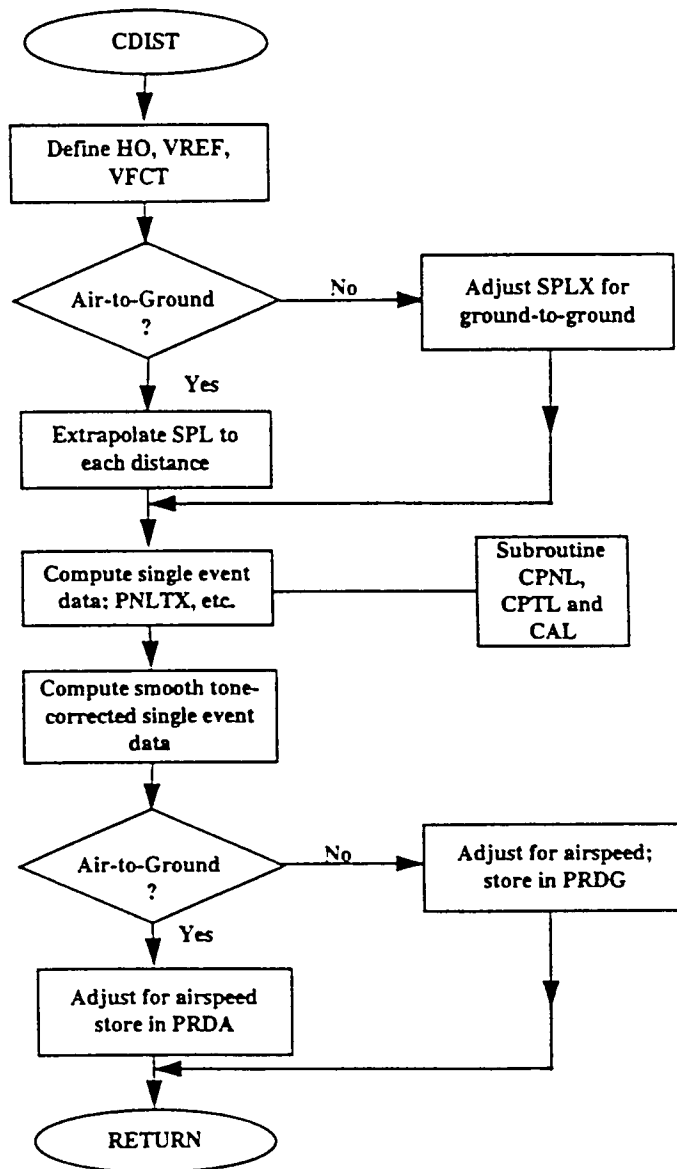 CDIST
Define HO, VREF,
VFCT
Air-to-Ground
?
No
Adjust SPLX for
ground-to-ground
Yes
Extrapolate SPL to
each distance
Compute single event
data: PNLTX, etc.
Subroutine
CPNL,
CPTL and
CAL
Compute smooth tone-
corrected single event
data
Air-to-Ground
?
No
Adjust for airspeed;
store in PRDG
Yes
Adjust for airspeed
store in PRDA
RETURN